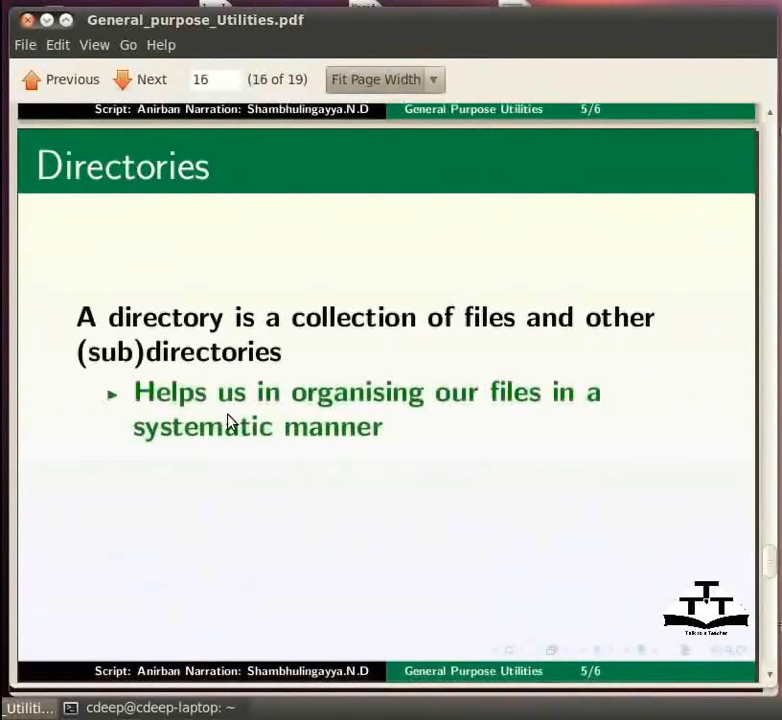 General_purpose_Utilities.pdf
File Edit View Go Help
Previous Next 16 (16 of 19) Fit Page Width
Script: Anirban Narration: Shambhulingayya.N.D General Purpose Utilities 5/6
Directories
A directory is a collection of files and other
(sub)directories
Helps us in organising our files in a
systematic manner
T
T T
Talk to a Teacher
Script: Anirban Narration: Shambhulingayya.N.D General Purpose Utilities 5/6
Utiliti... cdeep@cdeep-laptop: ~